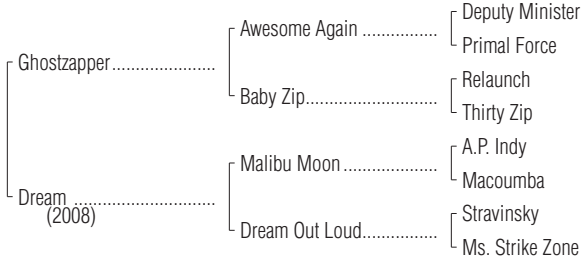 Deputy Minister
Awesome Again ................
Primal Force
Ghostzapper......................
Relaunch
Baby Zip............................
Thirty Zip
A.P. Indy
Malibu Moon ....................
Macoumba
Dream ..............................
(2008)
Stravinsky
Dream Out Loud................
Ms. Strike Zone